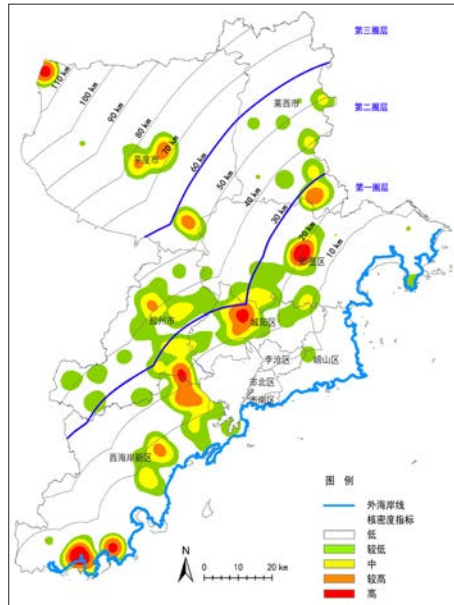 第三圈层
110 km
100 km
90 km
80 km
70 km
60 km
50 km
40 km
30 km
20 km
10 km
莱西市
第二圈层
平度市
第一圈层
即墨区
胶州市
城阳区
李沧区
崂山区
市北区
市南区
西海岸新区
图 例
外海岸线
核密度指标
低
较低
中
较高
高
N
0
10
20 km